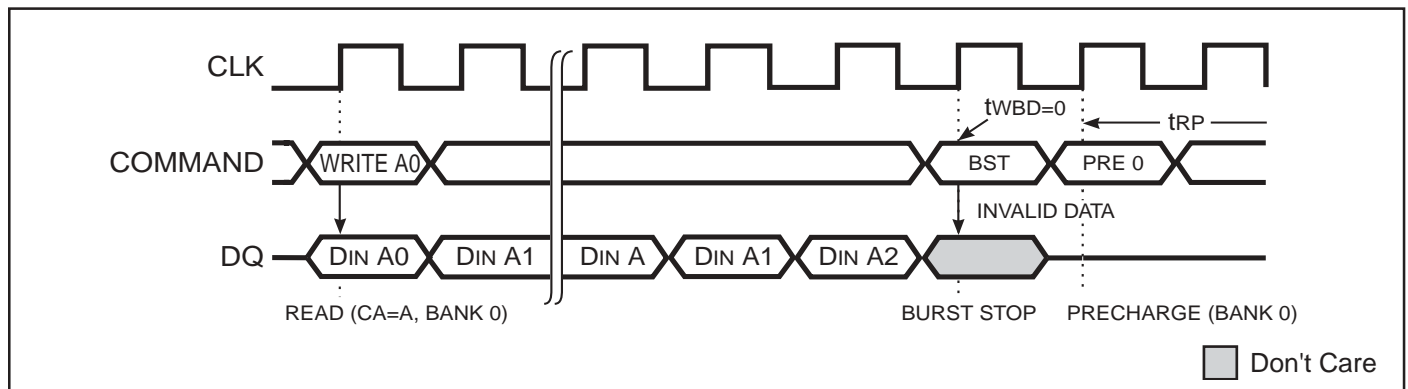 CLK
tWBD=0
tRP
COMMAND WRITE A0 BST PRE 0
INVALID DATA
DQ DIN A0 DIN A1 DIN A DIN A1 DIN A2
READ (CA=A, BANK 0) BURST STOP PRECHARGE (BANK 0)
Don't Care